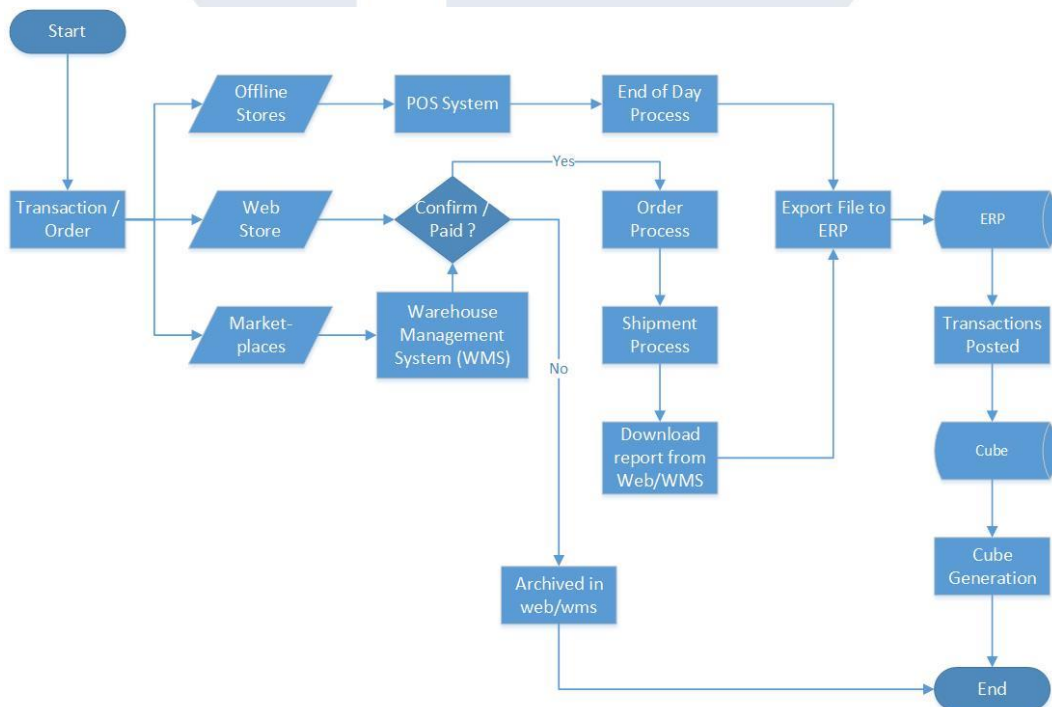 Start
Offline
Stores
POS System
End of Day
Process
Yes
Transaction /
Order
Web
Store
Confirm /
Paid ?
Order
Process
Export File to
ERP
ERP
Market-
places
Warehouse
Management
System (WMS)
Shipment
Process
Transactions
Posted
No
Download
report from
Web/WMS
Cube
Cube
Generation
Archived in
web/wms
End